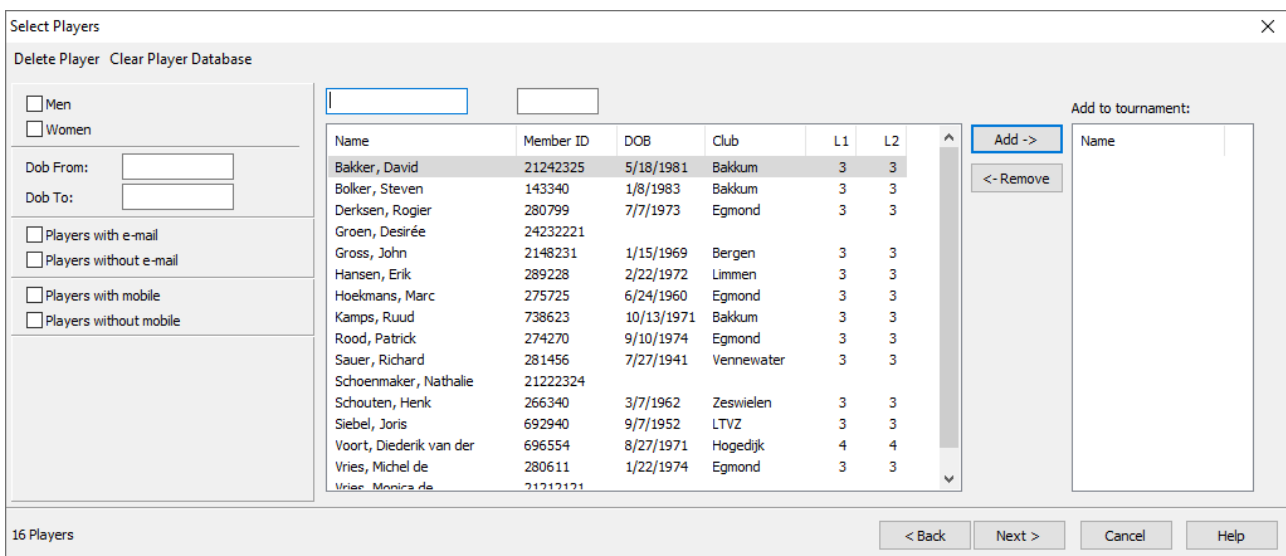 Select Players
Delete Player Clear Player Database
Men
Women
Dob From:
Dob To:
Players with e-mail
Players without e-mail
Players with mobile
Players without mobile
Name Member ID DOB Club L1 L2
Bakker, David 21242325 5/18/1981 Bakkum 3 3
Bolker, Steven 143340 1/8/1983 Bakkum 3 3
Derksen, Rogier 280799 7/7/1973 Egmond 3 3
Groen, Desirée 24232221
Gross, John 2148231 1/15/1969 Bergen 3 3
Hansen, Erik 289228 2/22/1972 Limmen 3 3
Hoekmans, Marc 275725 6/24/1960 Egmond 3 3
Kamps, Ruud 738623 10/13/1971 Bakkum 3 3
Rood, Patrick 274270 9/10/1974 Egmond 3 3
Sauer, Richard 281456 7/27/1941 Vennewater 3 3
Schoenmaker, Nathalie 21222324
Schouten, Henk 266340 3/7/1962 Zeswielen 3 3
Siebel, Joris 692940 9/7/1952 LTVZ 3 3
Voort, Diederik van der 696554 8/27/1971 Hogedijk 4 4
Vries, Michel de 280611 1/22/1974 Egmond 3 3
Vries, Monica de 21212121
Add ->
<- Remove
Add to tournament:
Name
16 Players
< Back Next > Cancel Help